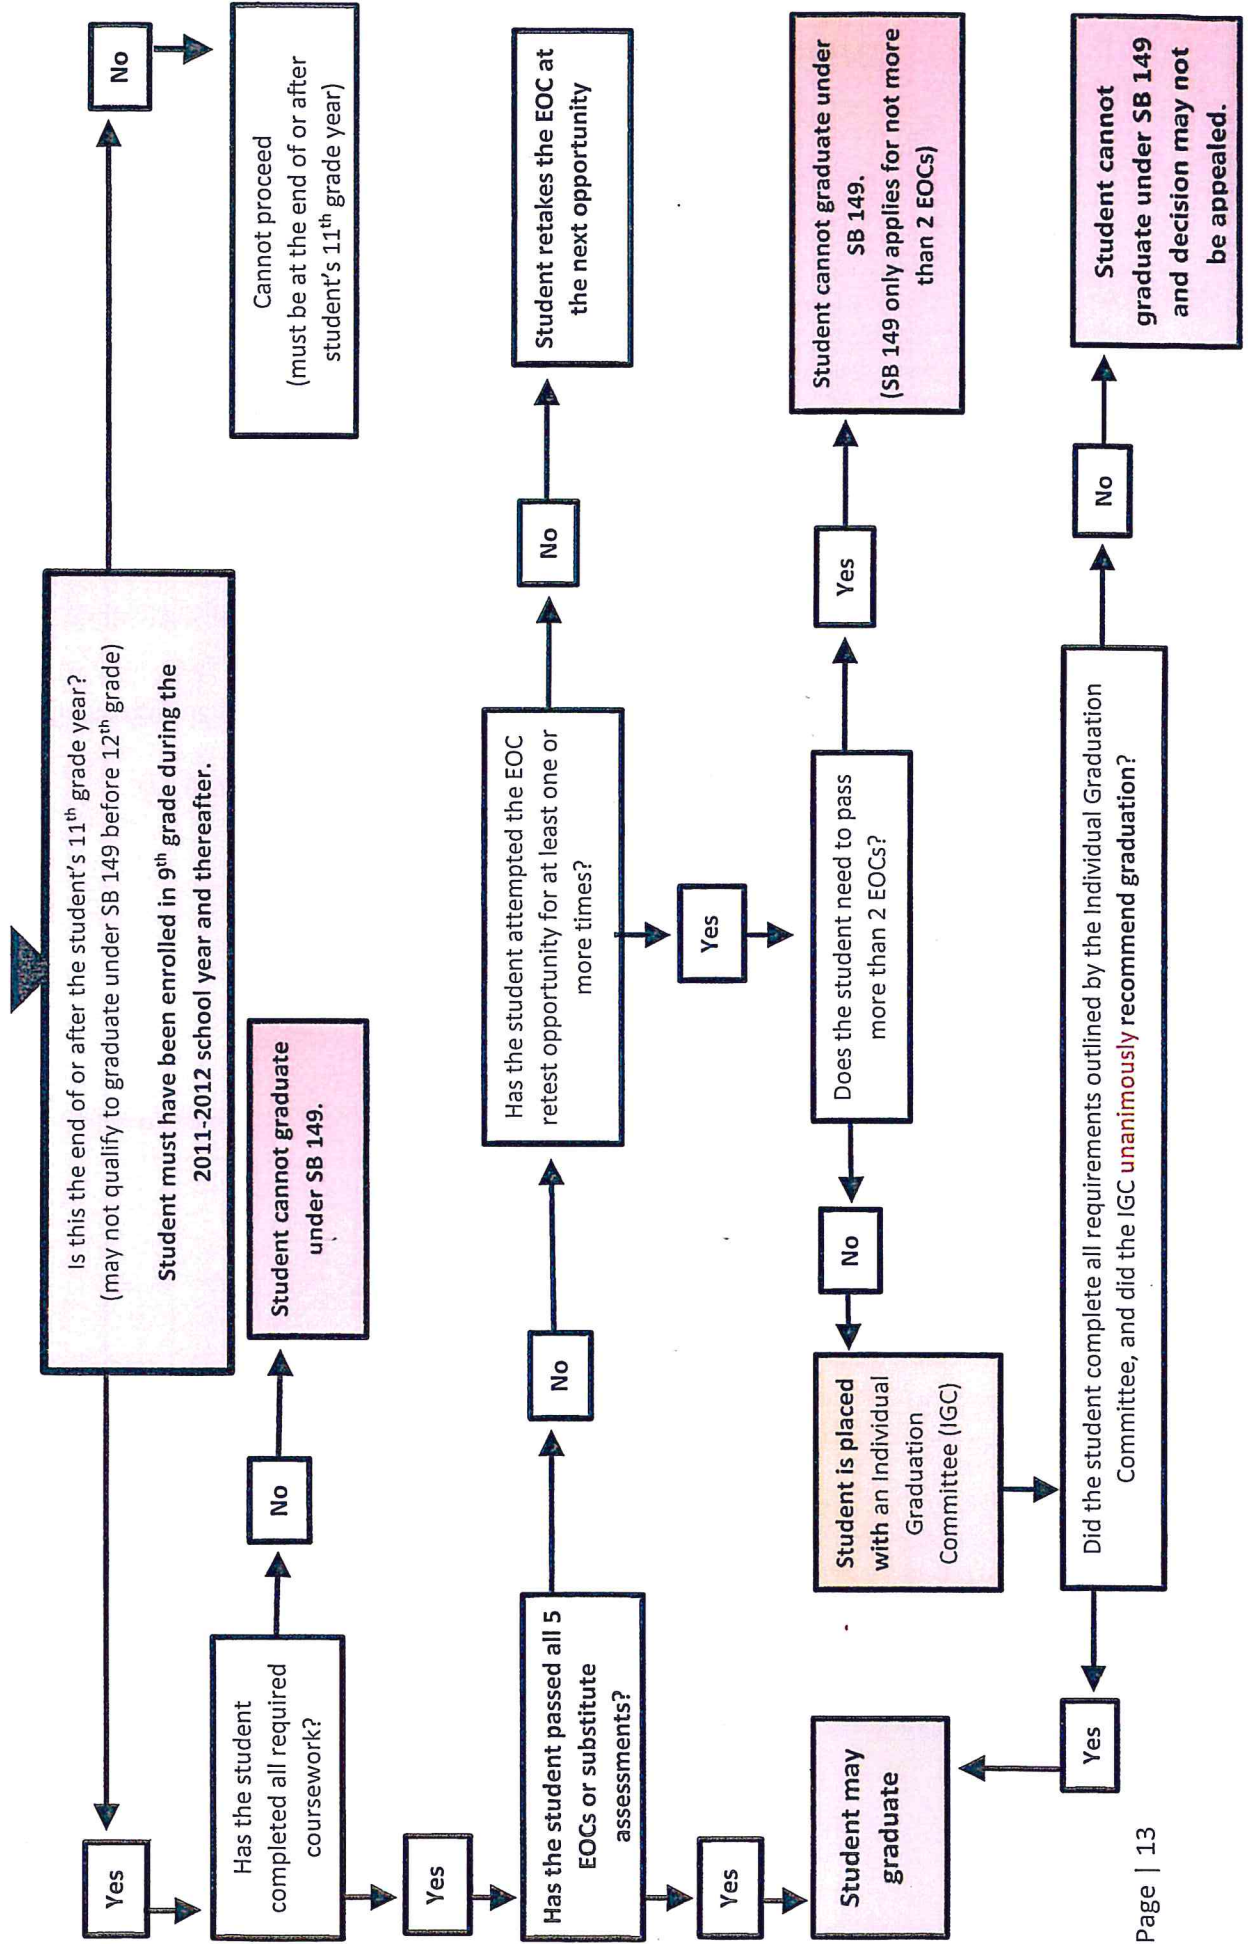 Is this the end of or after the student's 11th grade year?
(may not qualify to graduate under SB 149 before 12th grade)
Student must have been enrolled in 9th grade during the
2011-2012 school year and thereafter.
Yes
No
Cannot proceed
(must be at the end of or after
student's 11th grade year)
Has the student
completed all required
coursework?
No
Student cannot graduate
under SB 149.
Yes
Has the student passed all 5
EOCs or substitute
assessments?
No
Has the student attempted the EOC
retest opportunity for at least one or
more times?
No
Student retakes the EOC at
the next opportunity
Yes
Yes
Student may
graduate
Does the student need to pass
more than 2 EOCs?
Yes
Student cannot graduate under
SB 149.
(SB 149 only applies for not more
than 2 EOCs)
No
Student is placed
with an Individual
Graduation
Committee (IGC)
Did the student complete all requirements outlined by the Individual Graduation
Committee, and did the IGC unanimously recommend graduation?
Yes
No
Student cannot
graduate under SB 149
and decision may not
be appealed.
Page | 13